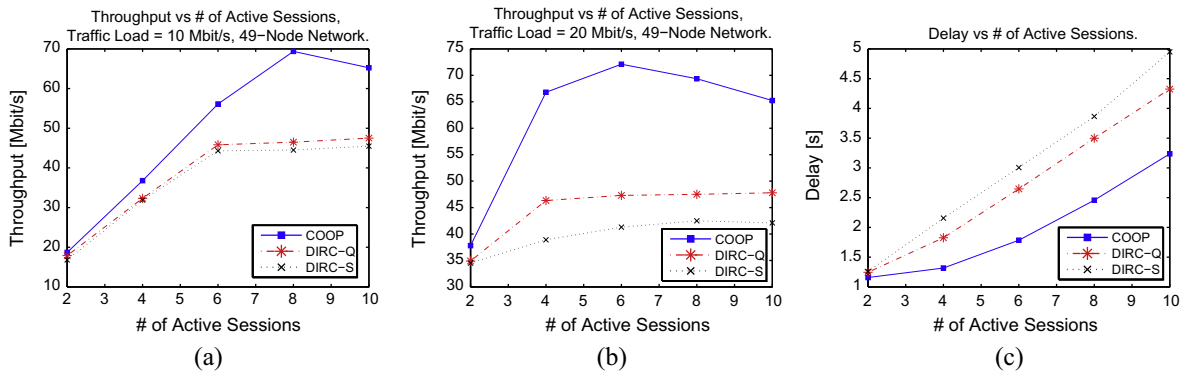 Throughput vs # of Active Sessions,
Traffic Load = 10 Mbit/s, 49−Node Network.
70
60
50
40
30
20
10
Throughput [Mbit/s]
2
3
4
5
6
7
8
9
10
# of Active Sessions
COOP
DIRC−Q
DIRC−S
(a)
Throughput vs # of Active Sessions,
Traffic Load = 20 Mbit/s, 49−Node Network.
75
70
65
60
55
50
45
40
35
30
Throughput [Mbit/s]
2
3
4
5
6
7
8
9
10
# of Active Sessions
COOP
DIRC−Q
DIRC−S
(b)
Delay vs # of Active Sessions.
5
4.5
4
3.5
3
2.5
2
1.5
1
Delay [s]
2
3
4
5
6
7
8
9
10
# of Active Sessions
COOP
DIRC−Q
DIRC−S
(c)